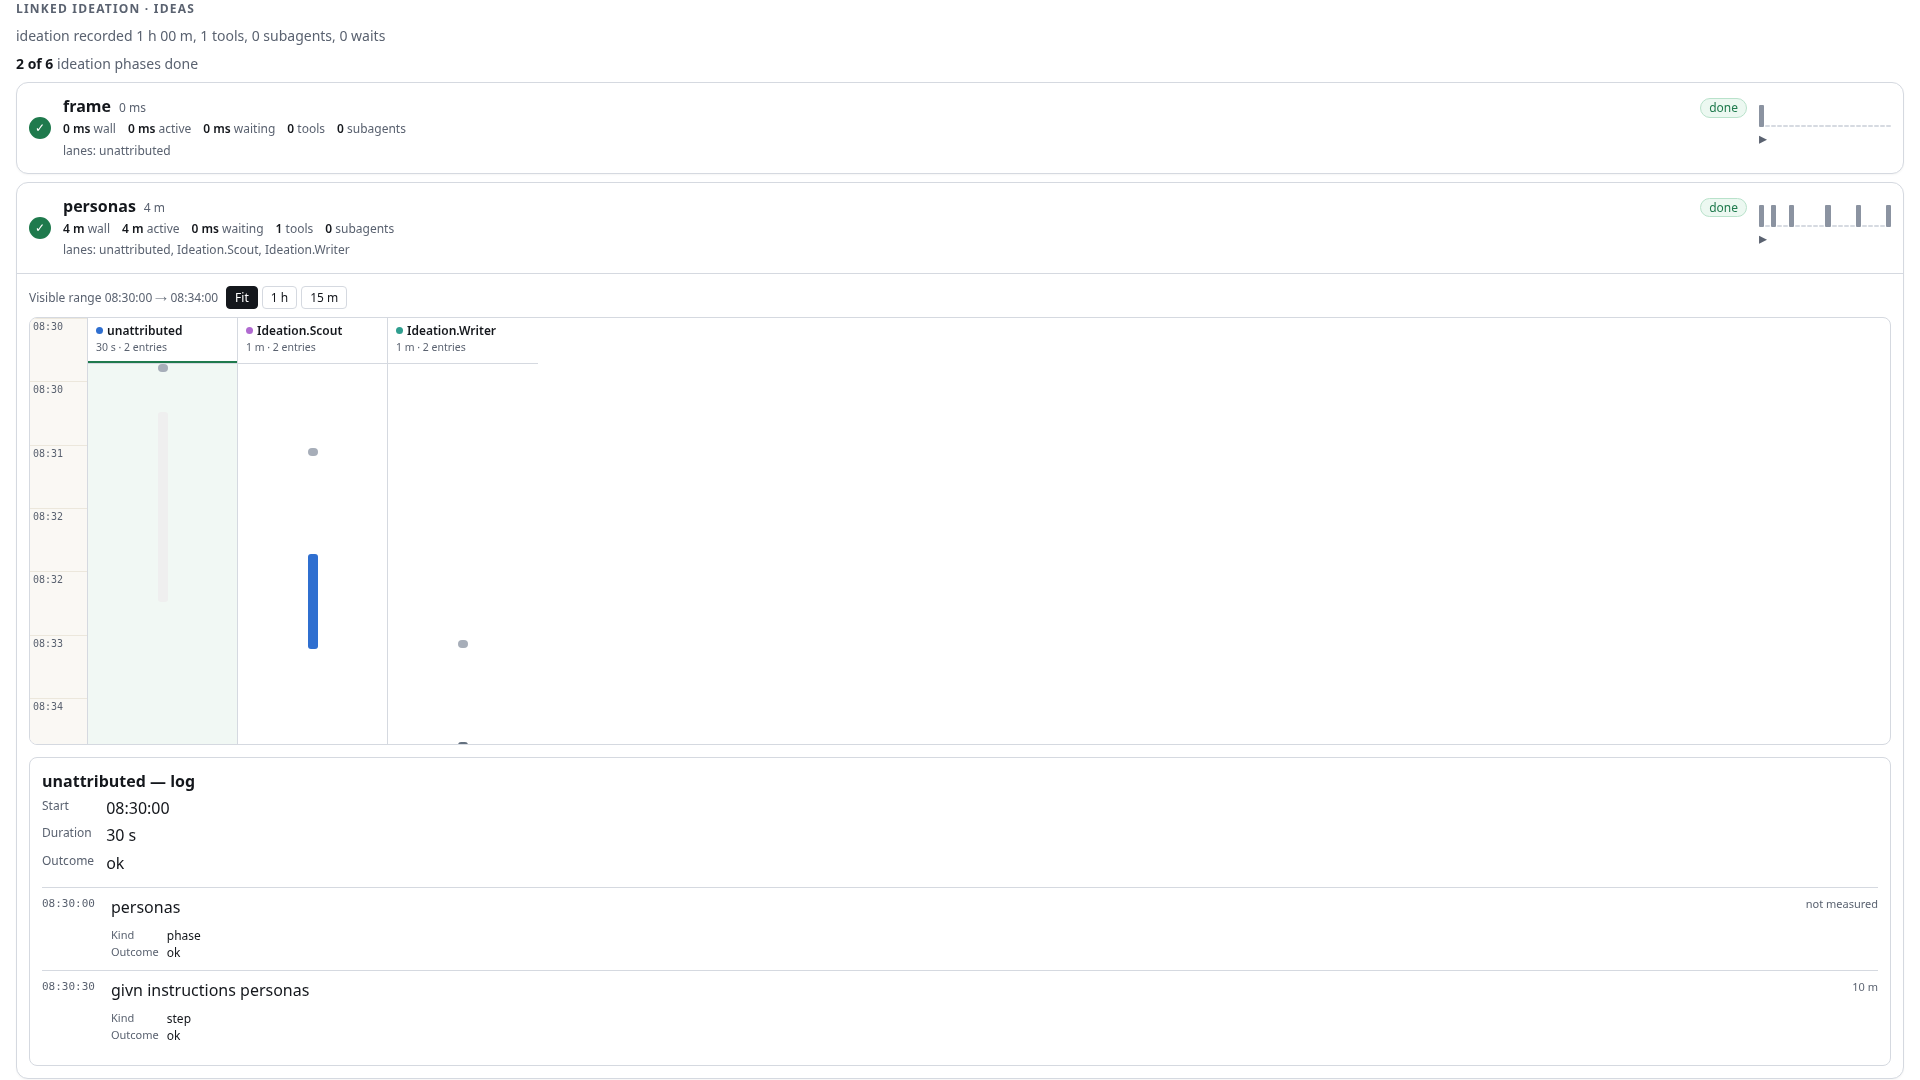 LINKED IDEATION · IDEAS
ideation recorded 1 h 00 m, 1 tools, 0 subagents, 0 waits
2 of 6 ideation phases done
frame 0 ms
0 ms wall 0 ms active 0 ms waiting 0 tools 0 subagents
lanes: unattributed
done
▶
personas 4 m
4 m wall 4 m active 0 ms waiting 1 tools 0 subagents
lanes: unattributed, Ideation.Scout, Ideation.Writer
done
▶
Visible range 08:30:00 → 08:34:00 Fit 1 h 15 m
08:30
unattributed
30 s · 2 entries
Ideation.Scout
1 m · 2 entries
Ideation.Writer
1 m · 2 entries
08:30
08:31
08:32
08:32
08:33
08:34
unattributed — log
Start 08:30:00
Duration 30 s
Outcome ok
08:30:00 personas not measured
Kind phase
Outcome ok
08:30:30 givn instructions personas 10 m
Kind step
Outcome ok